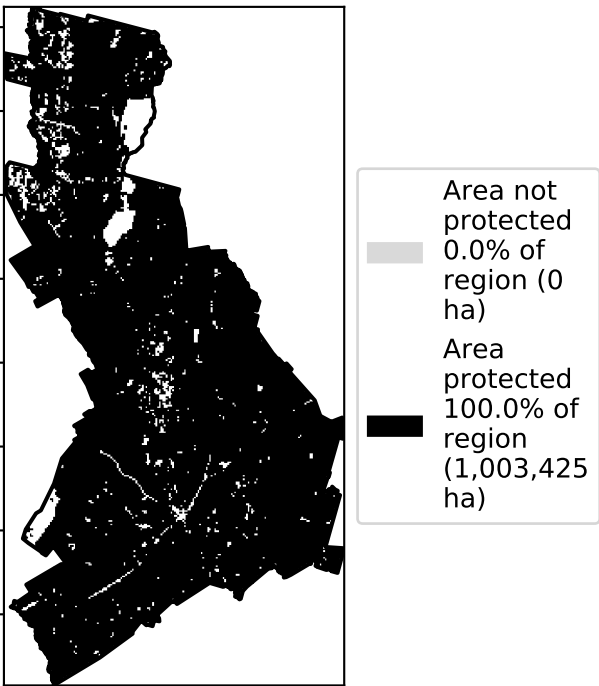 Area not
protected
0.0% of
region (0
ha)
Area
protected
100.0% of
region
(1,003,425
ha)